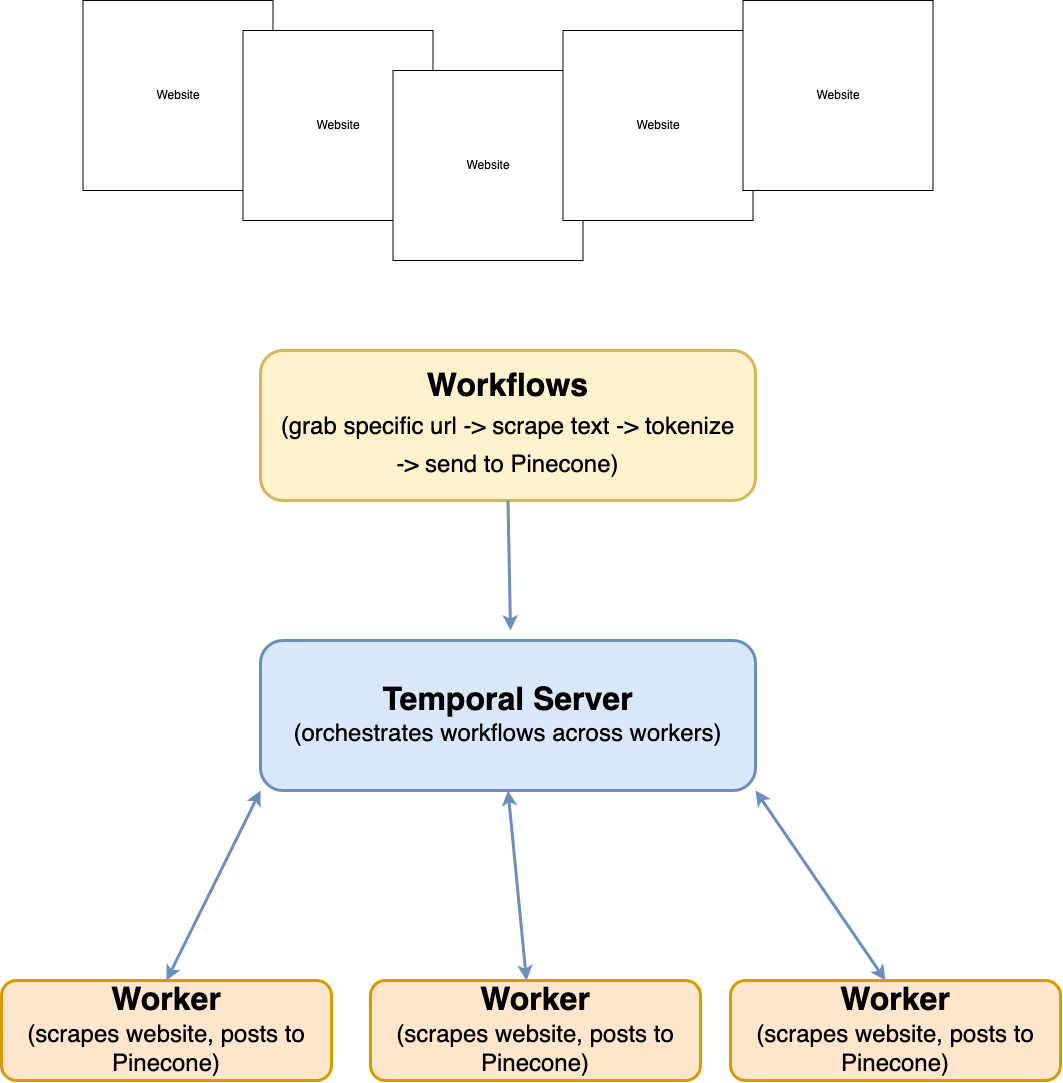 Website
Website
Website
Website
Website
Workflows
(grab specific url -> scrape text -> tokenize
-> send to Pinecone)
Temporal Server
(orchestrates workflows across workers)
Worker
(scrapes website, posts to
Pinecone)
Worker
(scrapes website, posts to
Pinecone)
Worker
(scrapes website, posts to
Pinecone)